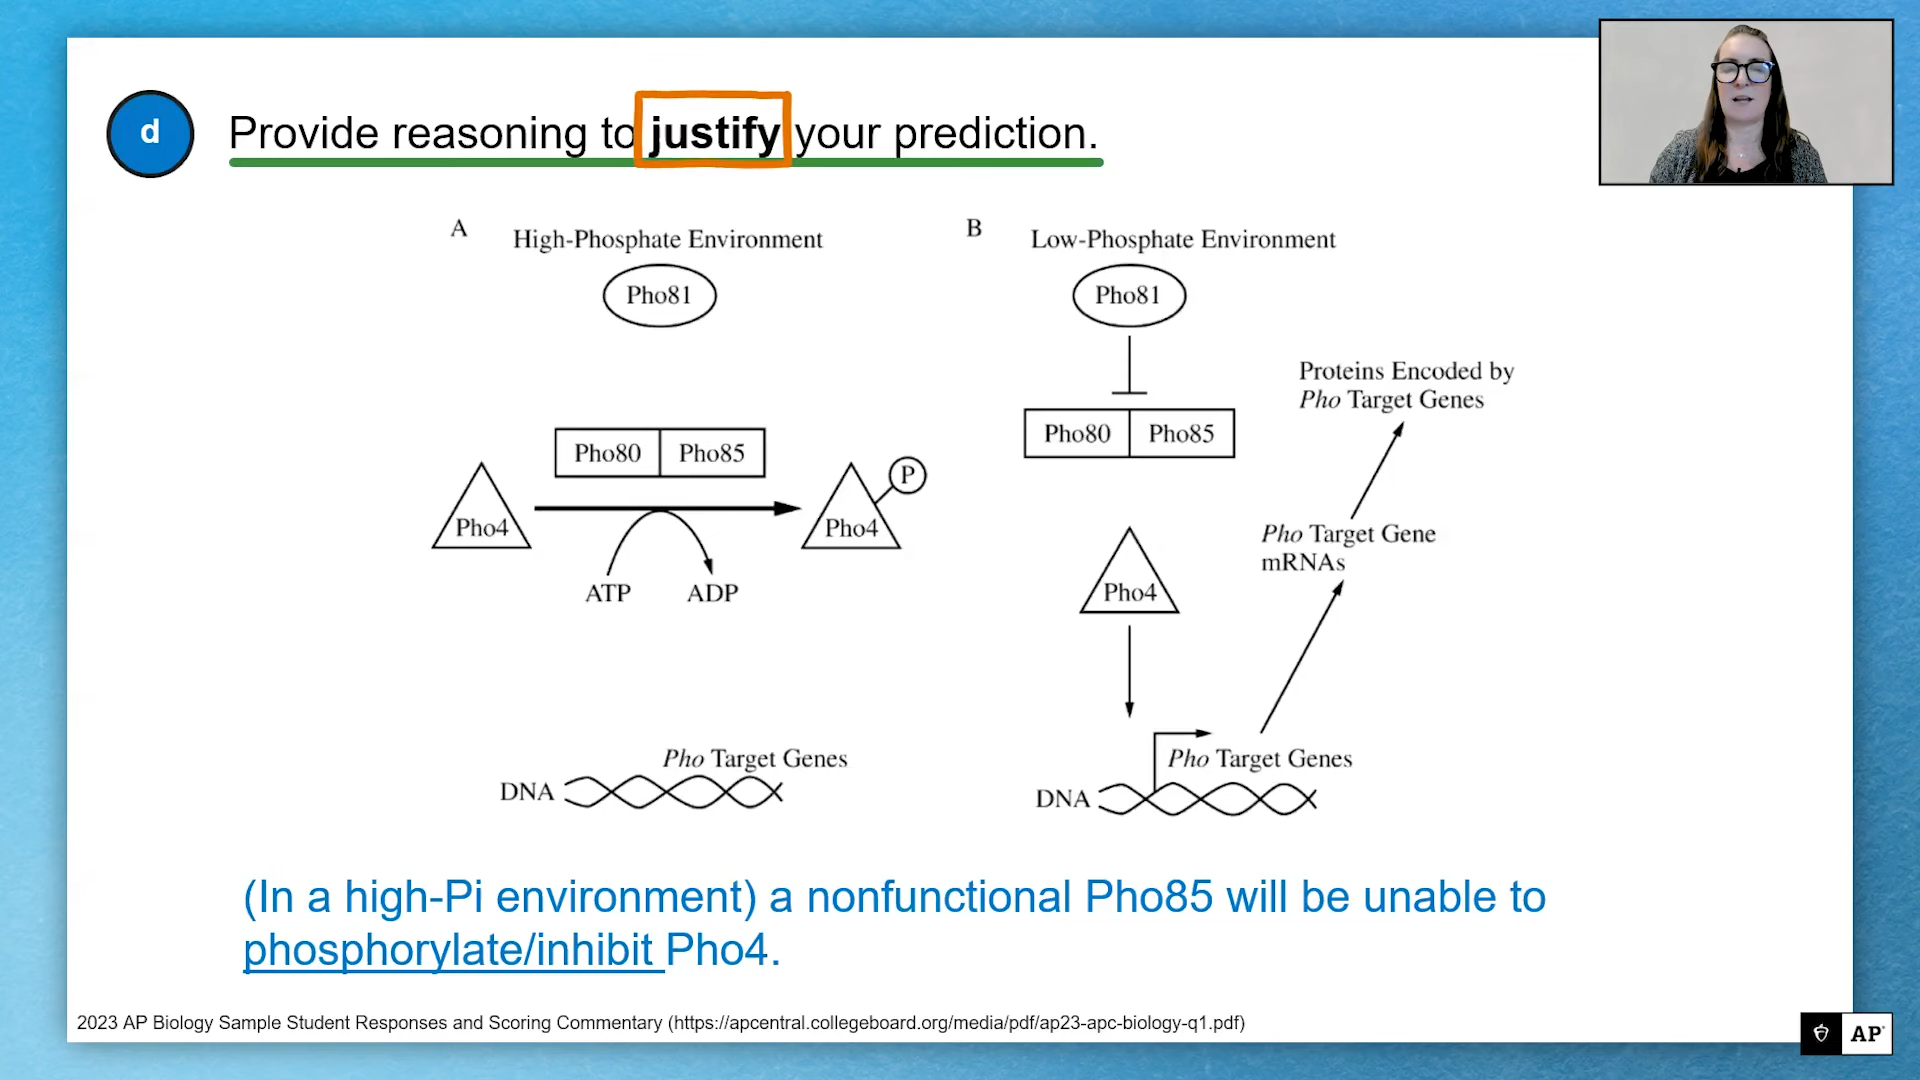 d
Provide reasoning to justify your prediction.
A
High-Phosphate Environment
Pho81
Pho80
Pho85
Pho4
P
Pho4
ATP
ADP
Pho Target Genes
DNA
B
Low-Phosphate Environment
Pho81
Pho80
Pho85
Proteins Encoded by
Pho Target Genes
Pho Target Gene
mRNAs
Pho4
Pho Target Genes
DNA
(In a high-Pi environment) a nonfunctional Pho85 will be unable to
phosphorylate/inhibit Pho4.
2023 AP Biology Sample Student Responses and Scoring Commentary (https://apcentral.collegeboard.org/media/pdf/ap23-apc-biology-q1.pdf)
AP